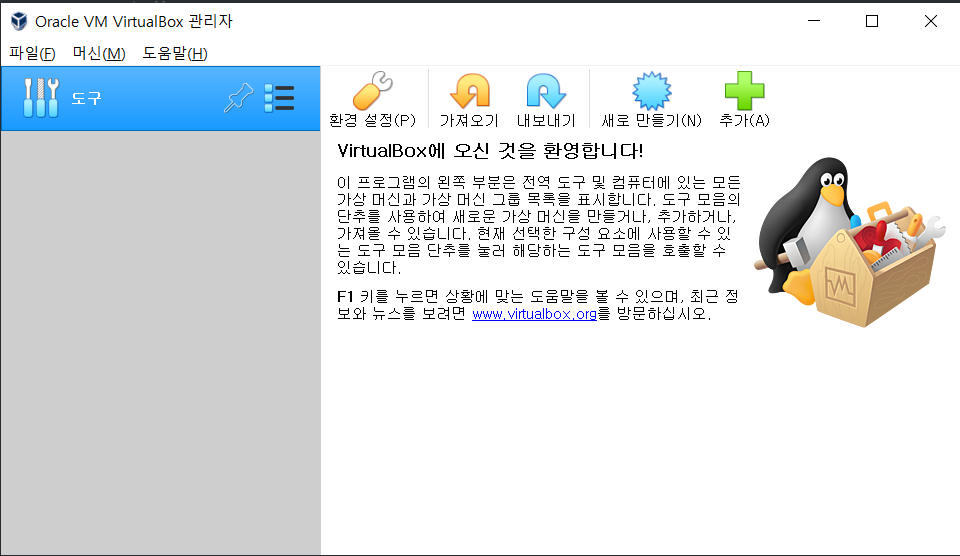 Oracle VM VirtualBox 관리자
파일(F) 머신(M) 도움말(H)
도구
환경 설정(P) 가져오기 내보내기 새로 만들기(N) 추가(A)
VirtualBox에 오신 것을 환영합니다!
이 프로그램의 왼쪽 부분은 전역 도구 및 컴퓨터에 있는 모든
가상 머신과 가상 머신 그룹 목록을 표시합니다. 도구 모음의
단추를 사용하여 새로운 가상 머신을 만들거나, 추가하거나,
가져올 수 있습니다. 현재 선택한 구성 요소에 사용할 수 있
는 도구 모음 단추를 눌러 해당하는 도구 모음을 호출할 수
있습니다.
F1 키를 누르면 상황에 맞는 도움말을 볼 수 있으며, 최근 정
보와 뉴스를 보려면 www.virtualbox.org를 방문하십시오.